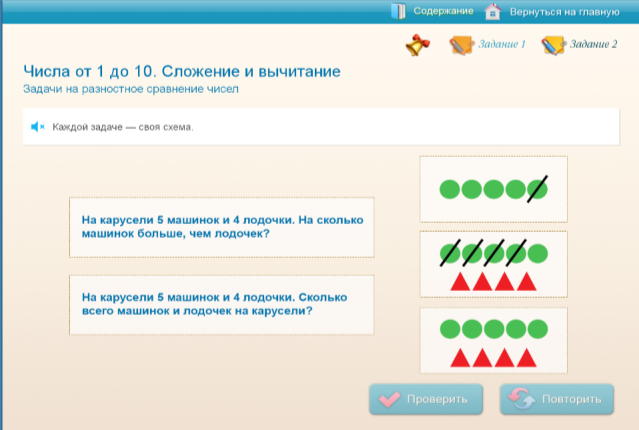 Содержание
Вернуться на главную
Задание 1
Задание 2
Числа от 1 до 10. Сложение и вычитание
Задачи на разностное сравнение чисел
Каждой задаче — своя схема.
На карусели 5 машинок и 4 лодочки. На сколько
машинок больше, чем лодочек?
На карусели 5 машинок и 4 лодочки. Сколько
всего машинок и лодочек на карусели?
Проверить
Повторить